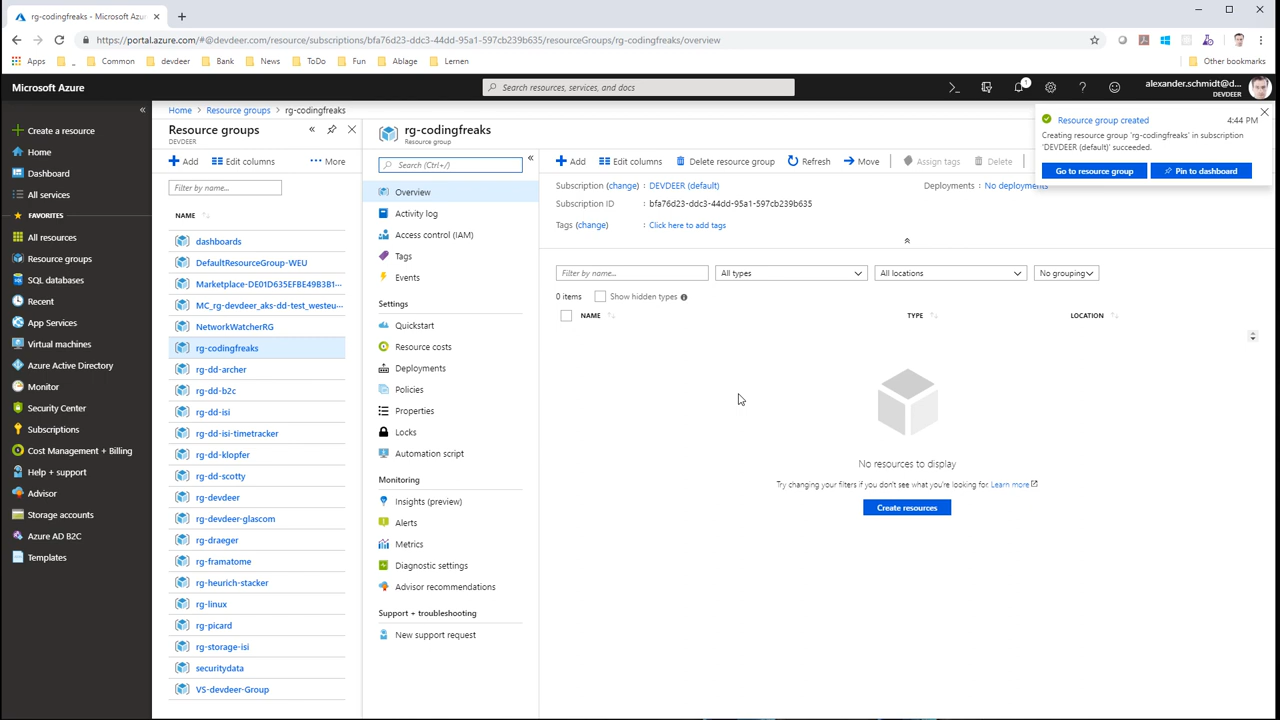 rg-codingfreaks - Microsoft Azu
https://portal.azure.com/#@devdeer.com/resource/subscriptions/bfa76d23-ddc3-44dd-95a1-597cb239b635/resourceGroups/rg-codingfreaks/overview
Apps _ Common devdeer Bank News ToDo Fun Ablage Lernen Other bookmarks
Microsoft Azure
Search resources, services, and docs
1
alexander.schmidt@d...
DEVDEER
Create a resource
Home
Dashboard
All services
FAVORITES
All resources
Resource groups
SQL databases
Recent
App Services
Virtual machines
Azure Active Directory
Monitor
Security Center
Subscriptions
Cost Management + Billing
Help + support
Advisor
Storage accounts
Azure AD B2C
Templates
Home Resource groups rg-codingfreaks
Resource groups
DEVDEER
Add Edit columns ··· More
Filter by name...
NAME
dashboards
DefaultResourceGroup-WEU
Marketplace-DE01D635EFBE49B3B1···
MC_rg-devdeer_aks-dd-test_westeu···
NetworkWatcherRG
rg-codingfreaks
rg-dd-archer
rg-dd-b2c
rg-dd-isi
rg-dd-isi-timetracker
rg-dd-klopfer
rg-dd-scotty
rg-devdeer
rg-devdeer-glascom
rg-draeger
rg-framatome
rg-heurich-stacker
rg-linux
rg-picard
rg-storage-isi
securitydata
VS-devdeer-Group
rg-codingfreaks
Resource group
Search (Ctrl+/)
Overview
Activity log
Access control (IAM)
Tags
Events
Settings
Quickstart
Resource costs
Deployments
Policies
Properties
Locks
Automation script
Monitoring
Insights (preview)
Alerts
Metrics
Diagnostic settings
Advisor recommendations
Support + troubleshooting
New support request
Add Edit columns Delete resource group Refresh Move Assign tags Delete
Subscription (change) : DEVDEER (default)
Deployments : No deployments
Subscription ID : bfa76d23-ddc3-44dd-95a1-597cb239b635
Tags (change) : Click here to add tags
Filter by name... All types All locations No grouping
0 items Show hidden types
NAME TYPE LOCATION
No resources to display
Try changing your filters if you don't see what you're looking for. Learn more
Create resources
Resource group created 4:44 PM
Creating resource group 'rg-codingfreaks' in subscription
'DEVDEER (default)' succeeded.
Go to resource group Pin to dashboard